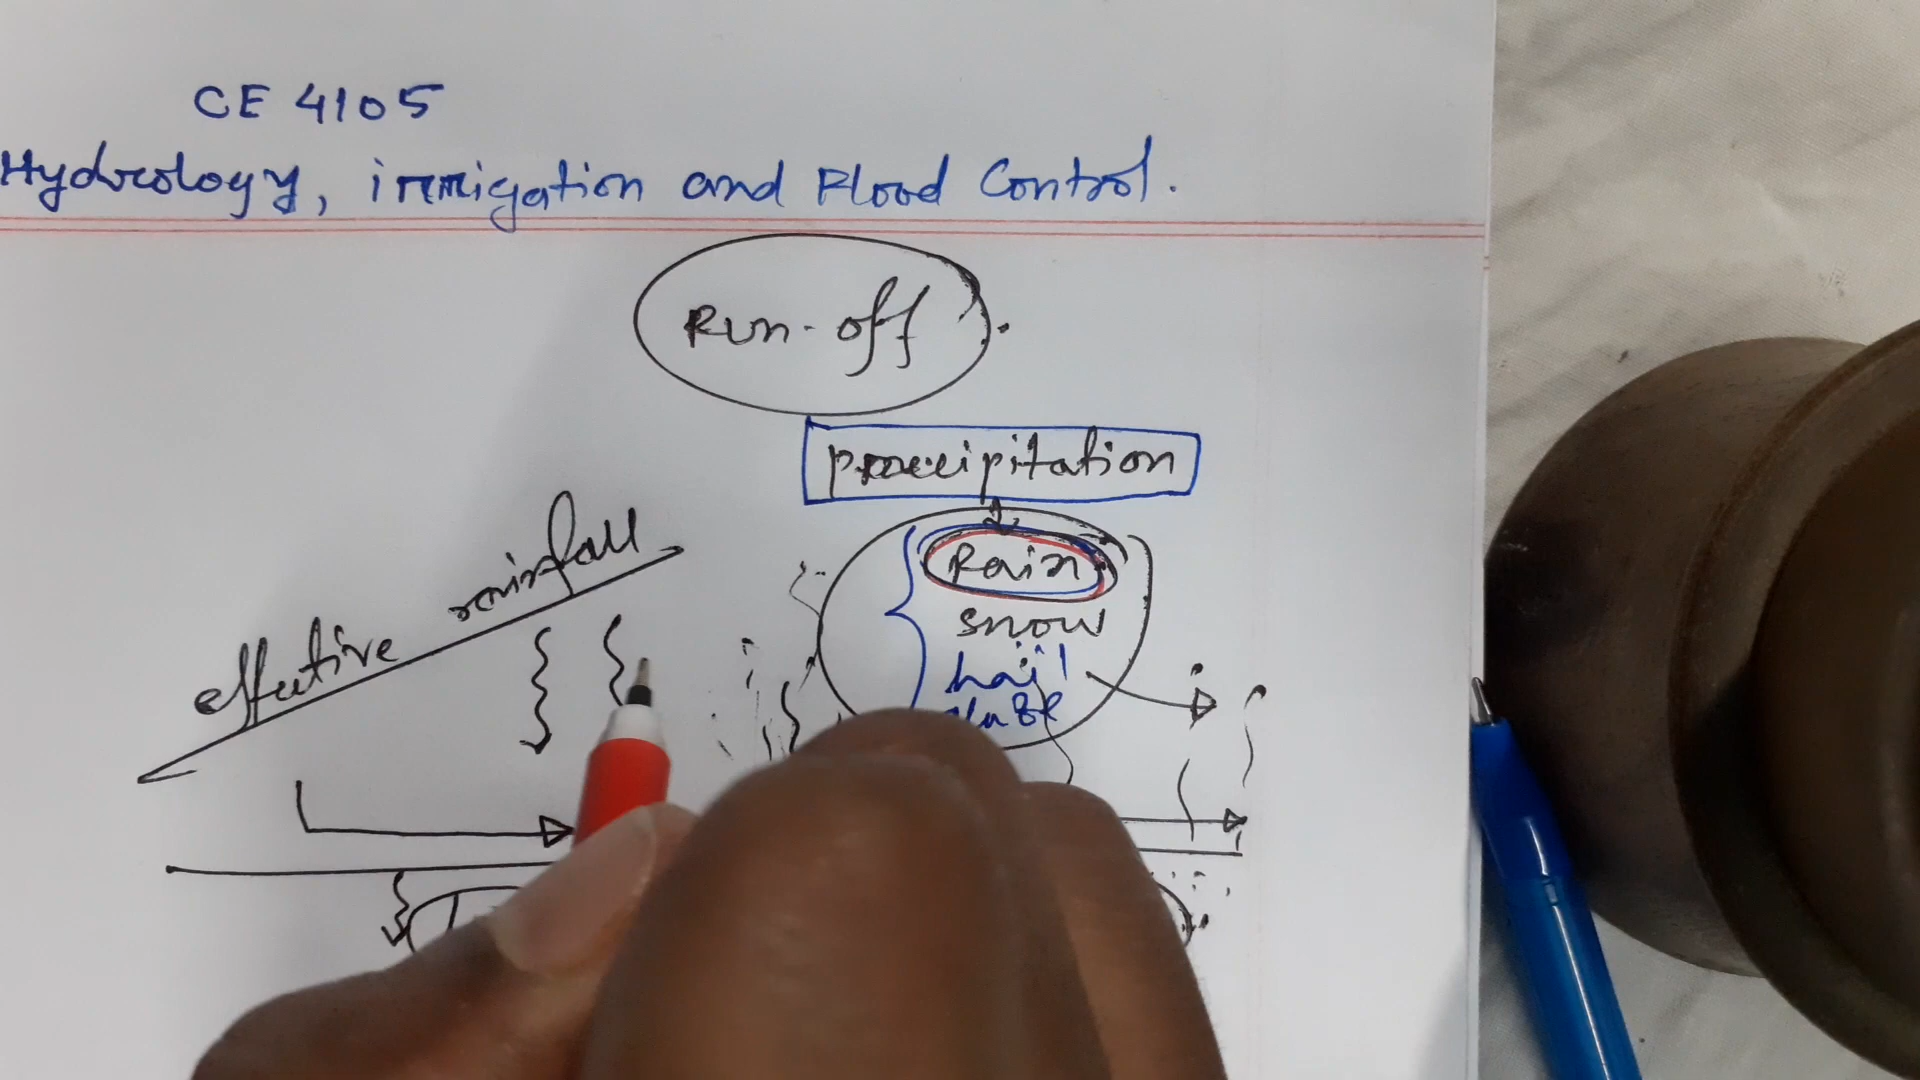 CE 4105
Hydrology, irrigation and Flood Control.
Run-off
precipitation
Rain
snow
hail
effective rainfall